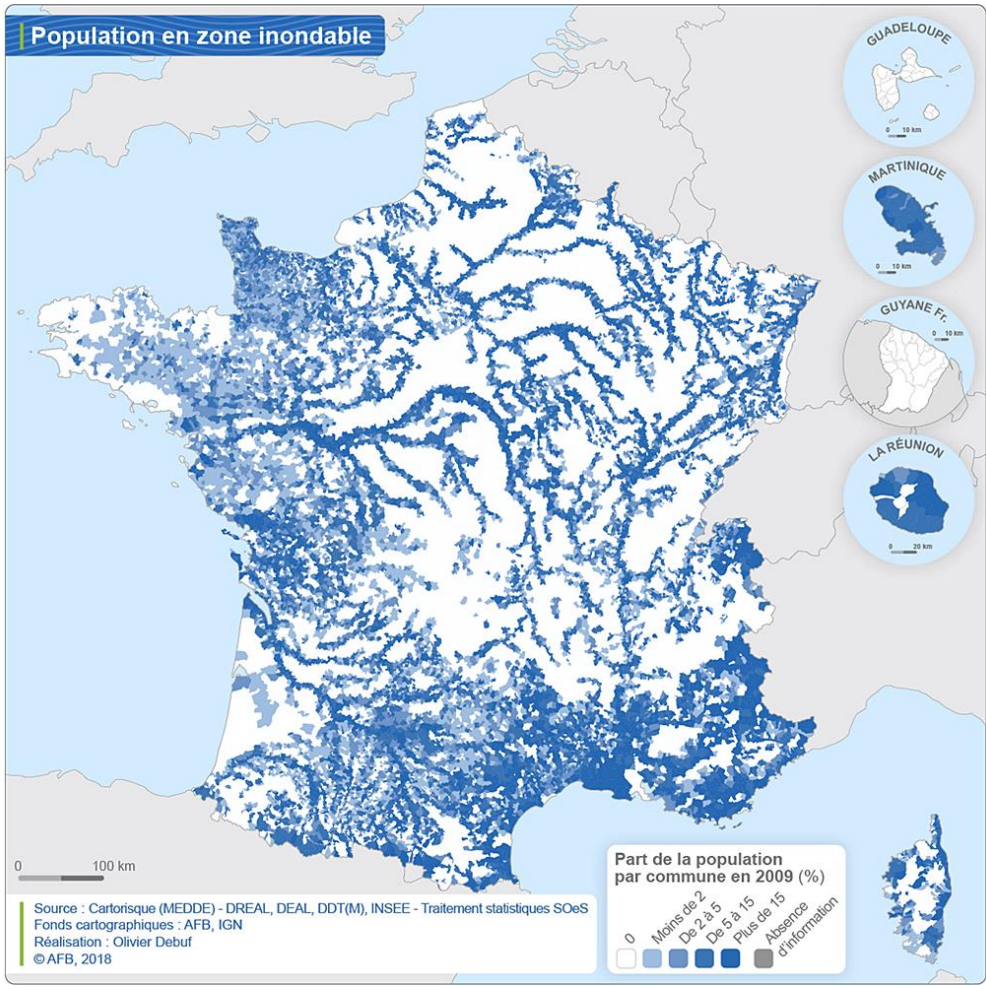 Population en zone inondable
GUADELOUPE
0 10 km
MARTINIQUE
0 10 km
GUYANE Fr.
0 10 km
LA RÉUNION
0 20 km
0 100 km
Source : Cartorisque (MEDDE) - DREAL, DEAL, DDT(M), INSEE - Traitement statistiques SOeS
Fonds cartographiques : AFB, IGN
Réalisation : Olivier Debuf
© AFB, 2018
Part de la population
par commune en 2009 (%)
0
Moins de 2
De 2 à 5
De 5 à 15
Plus de 15
Absence
d'information